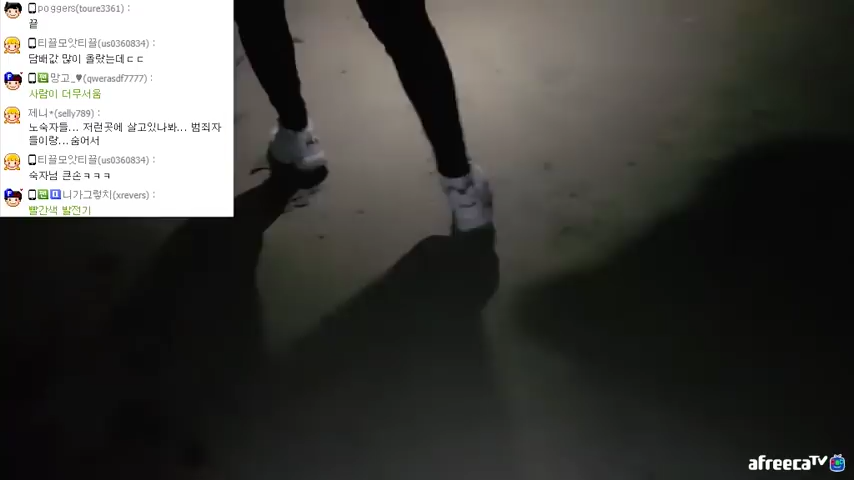 poggers(toure3361) :
끝
티끌모앗티끌(us0360834) :
담배값 많이 올랐는데ㄷㄷ
팬 망고_♥(qwerasdf7777) :
사람이 더무서움
제니*(selly789) :
노숙자들... 저런곳에 살고있나봐... 범죄자
들이랑... 숨어서
티끌모앗티끌(us0360834) :
숙자님 큰손ㅋㅋㅋ
팬 니가그렇치(xrevers) :
빨간색 발전기
afreecaTV